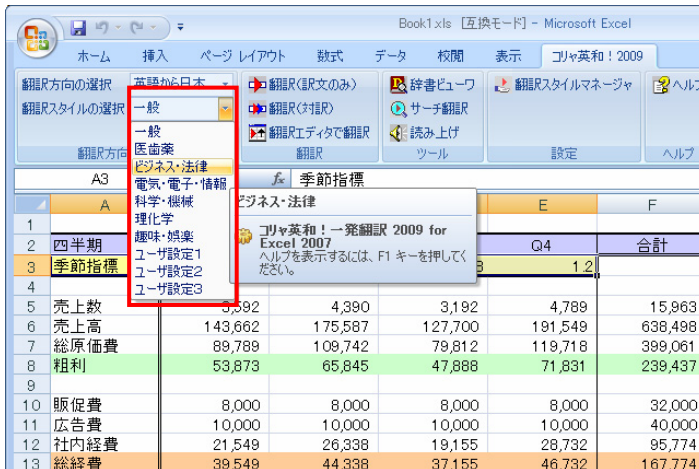 Book1.xls [互換モード] - Microsoft Excel
ホーム 挿入 ページ レイアウト 数式 データ 校閲 表示 コリャ英和！2009
翻訳方向の選択 英語から日本 翻訳(訳文のみ) 辞書ビューワ 翻訳スタイルマネージャ
翻訳スタイルの選択 一般 翻訳(対訳) サーチ翻訳
翻訳エディタで翻訳 読み上げ
翻訳方向 翻訳 ツール 設定 ヘルプ
一般
医歯薬
ビジネス・法律
電気・電子・情報
科学・機械
理化学
趣味・娯楽
ユーザ設定1
ユーザ設定2
ユーザ設定3
ビジネス・法律
コリャ英和！一発翻訳 2009 for
Excel 2007
ヘルプを表示するには、F1 キーを押してく
ださい。
A3 fx 季節指標
A E F
1
2 四半期 Q4 合計
3 季節指標 1.2
4
5 売上数 3,592 4,390 3,192 4,789 15,963
6 売上高 143,662 175,587 127,700 191,549 638,498
7 総原価費 89,789 109,742 79,812 119,718 399,061
8 粗利 53,873 65,845 47,888 71,831 239,437
9
10 販促費 8,000 8,000 8,000 8,000 32,000
11 広告費 10,000 10,000 10,000 10,000 40,000
12 社内経費 21,549 26,338 19,155 28,732 95,774
13 総経費 39,549 44,338 37,155 46,732 167,774